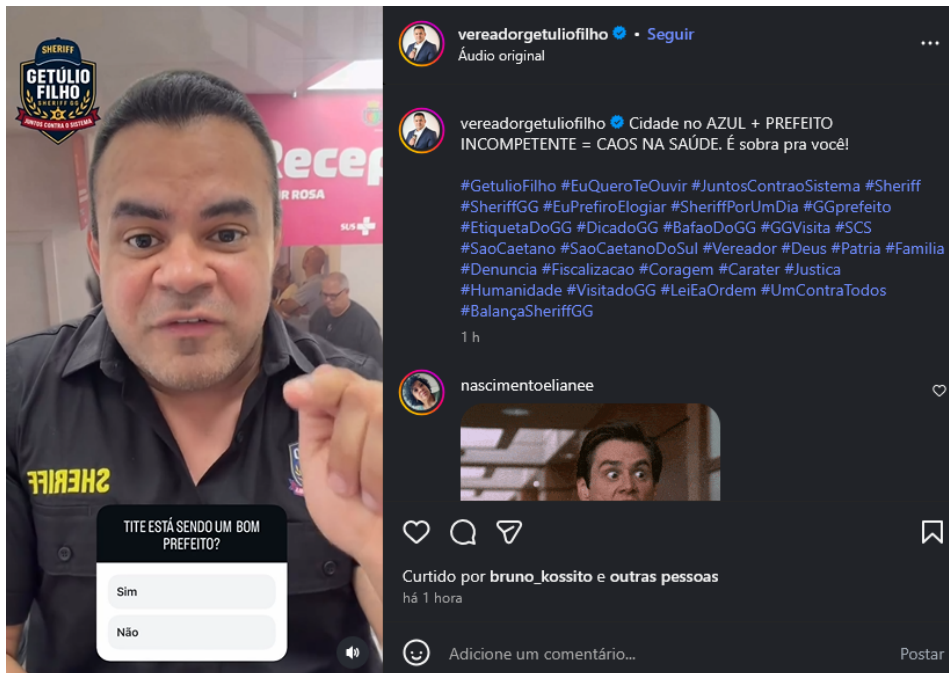 SHERIFF
GETÚLIO
FILHO
SHERIFF GG
JUNTOS CONTRA O SISTEMA
Recep
R ROSA
SUS
SHERIFF
TITE ESTÁ SENDO UM BOM
PREFEITO?
Sim
Não
vereadorgetuliofilho • Seguir
Áudio original
vereadorgetuliofilho Cidade no AZUL + PREFEITO
INCOMPETENTE = CAOS NA SAÚDE. É sobra pra você!
#GetulioFilho #EuQueroTeOuvir #JuntosContraoSistema #Sheriff
#SheriffGG #EuPrefiroElogiar #SheriffPorUmDia #GGprefeito
#EtiquetaDoGG #DicadoGG #BafaoDoGG #GGVisita #SCS
#SaoCaetano #SaoCaetanoDoSul #Vereador #Deus #Patria #Familia
#Denuncia #Fiscalizacao #Coragem #Carater #Justica
#Humanidade #VisitadoGG #LeiEaOrdem #UmContraTodos
#BalançaSheriffGG
1 h
nascimentoelianee
Curtido por bruno_kossito e outras pessoas
há 1 hora
Adicione um comentário...
Postar